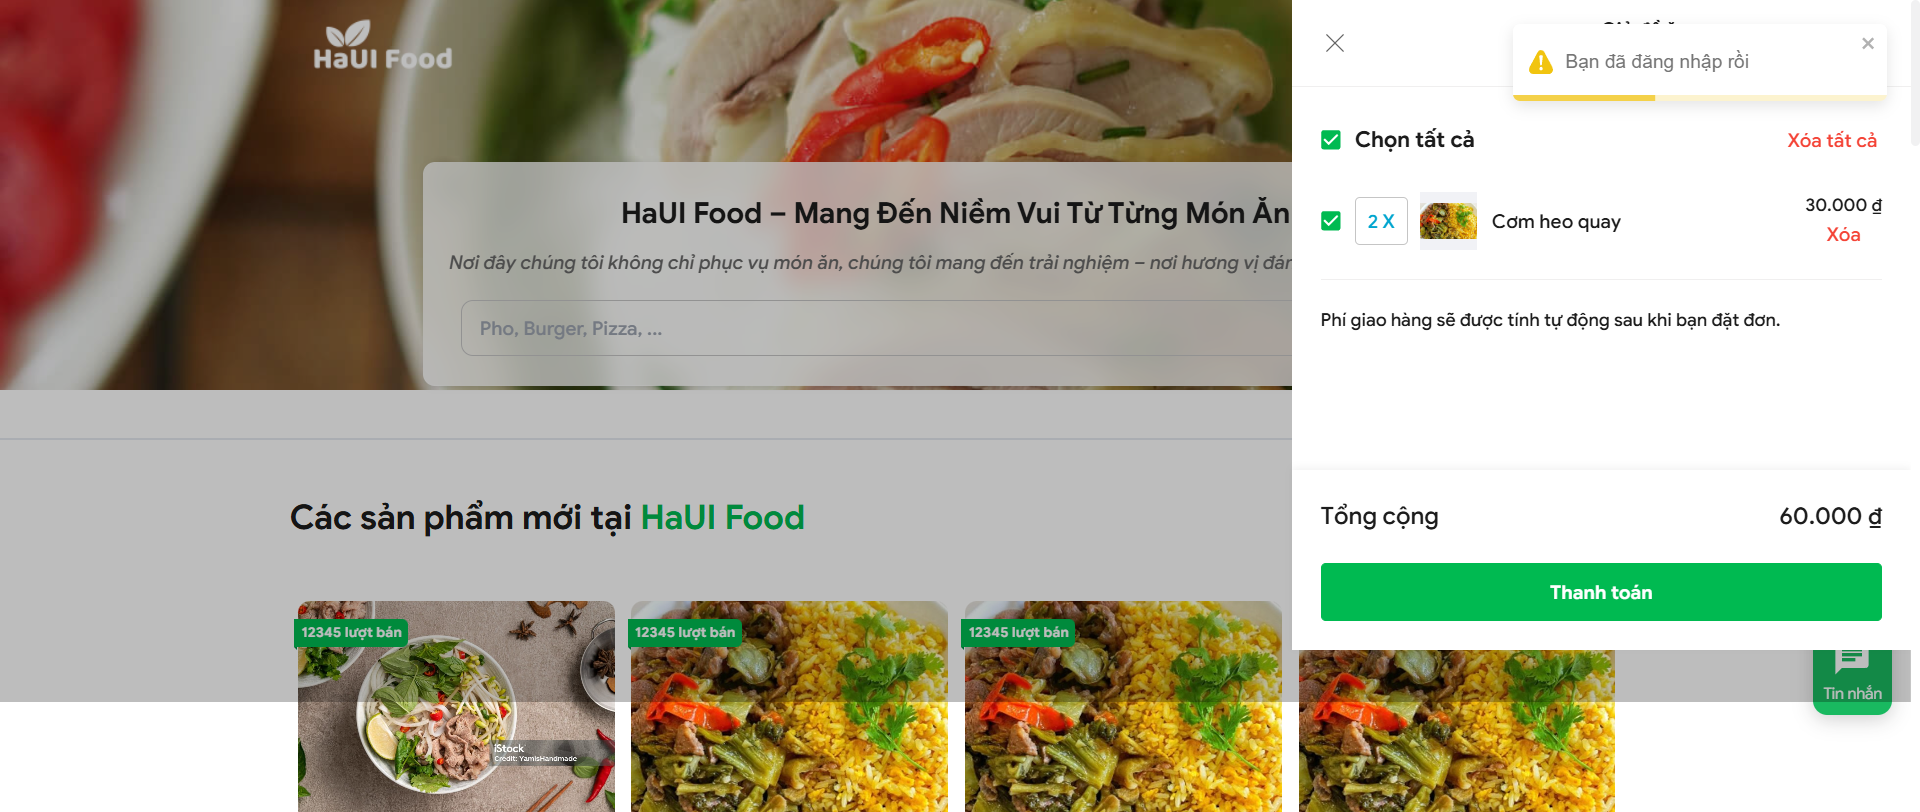 HaUI Food
Bạn đã đăng nhập rồi
Chọn tất cả
Xóa tất cả
2 X
Cơm heo quay
30.000 ₫
Xóa
Phí giao hàng sẽ được tính tự động sau khi bạn đặt đơn.
Tổng cộng
60.000 ₫
Thanh toán
HaUI Food – Mang Đến Niềm Vui Từ Từng Món Ăn
Nơi đây chúng tôi không chỉ phục vụ món ăn, chúng tôi mang đến trải nghiệm – nơi hương vị
Pho, Burger, Pizza, ...
Các sản phẩm mới tại HaUI Food
12345 lượt bán
12345 lượt bán
12345 lượt bán
iStock
Credit: YamisHandmade
Tin nhắn